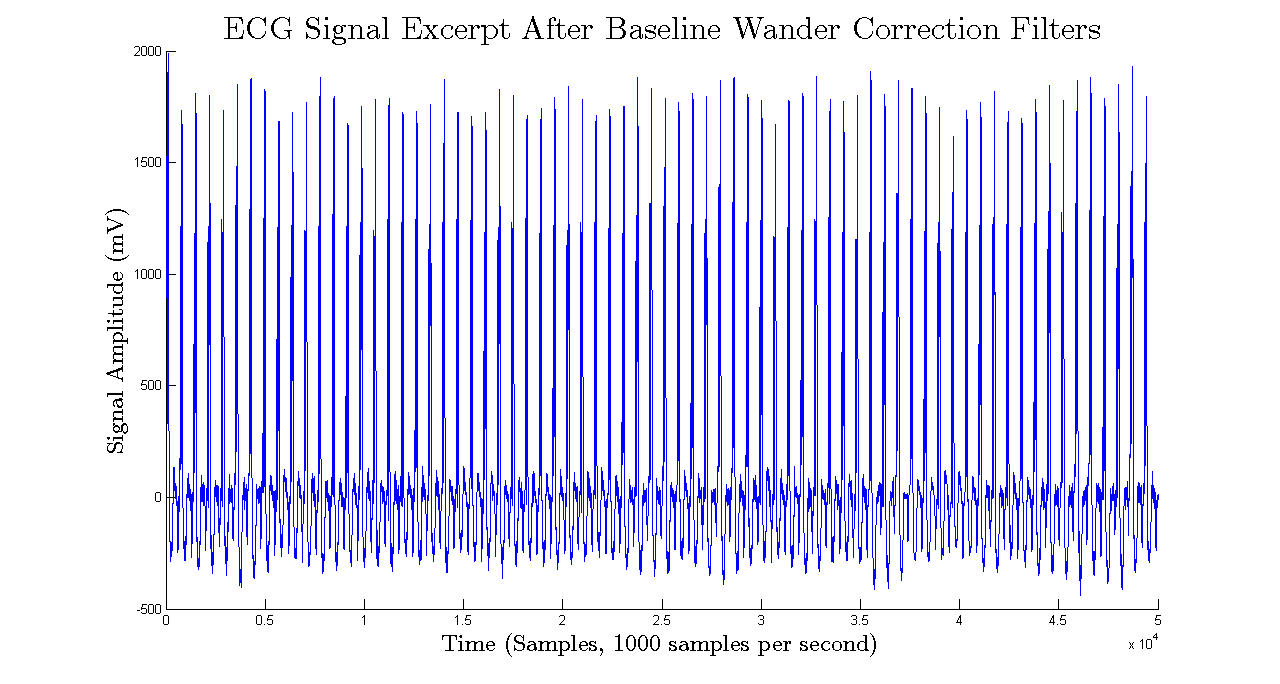 ECG Signal Excerpt After Baseline Wander Correction Filters
2000
1500
1000
500
0
-500
Signal Amplitude (mV)
0 0.5 1 1.5 2 2.5 3 3.5 4 4.5 5
x 10^4
Time (Samples, 1000 samples per second)